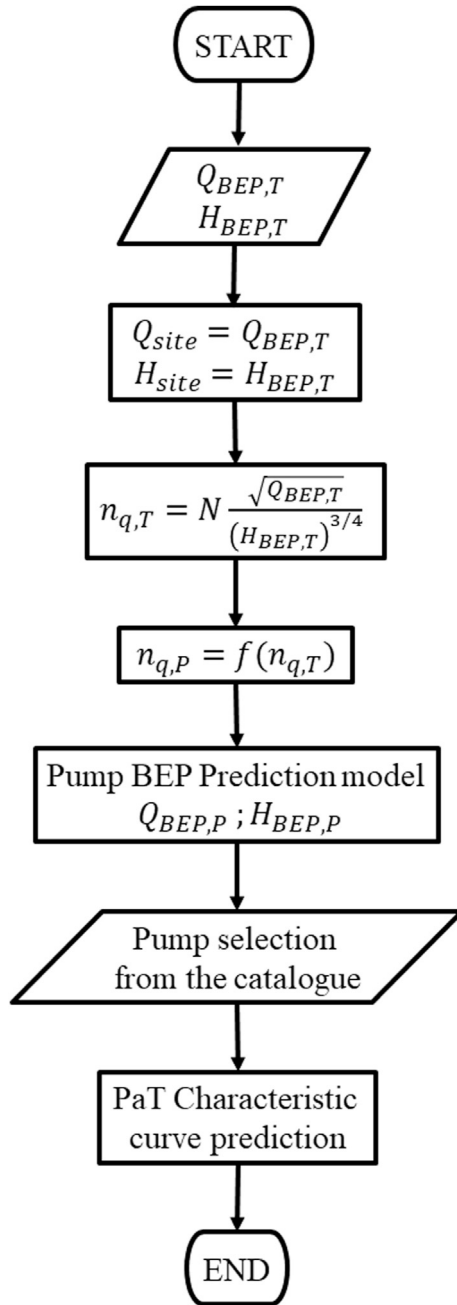 START
Q_{BEP,T}
H_{BEP,T}
Q_{site} = Q_{BEP,T}
H_{site} = H_{BEP,T}
n_{q,T} = N \frac{\sqrt{Q_{BEP,T}}}{(H_{BEP,T})^{3/4}}
n_{q,P} = f(n_{q,T})
Pump BEP Prediction model
Q_{BEP,P} ; H_{BEP,P}
Pump selection
from the catalogue
PaT Characteristic
curve prediction
END